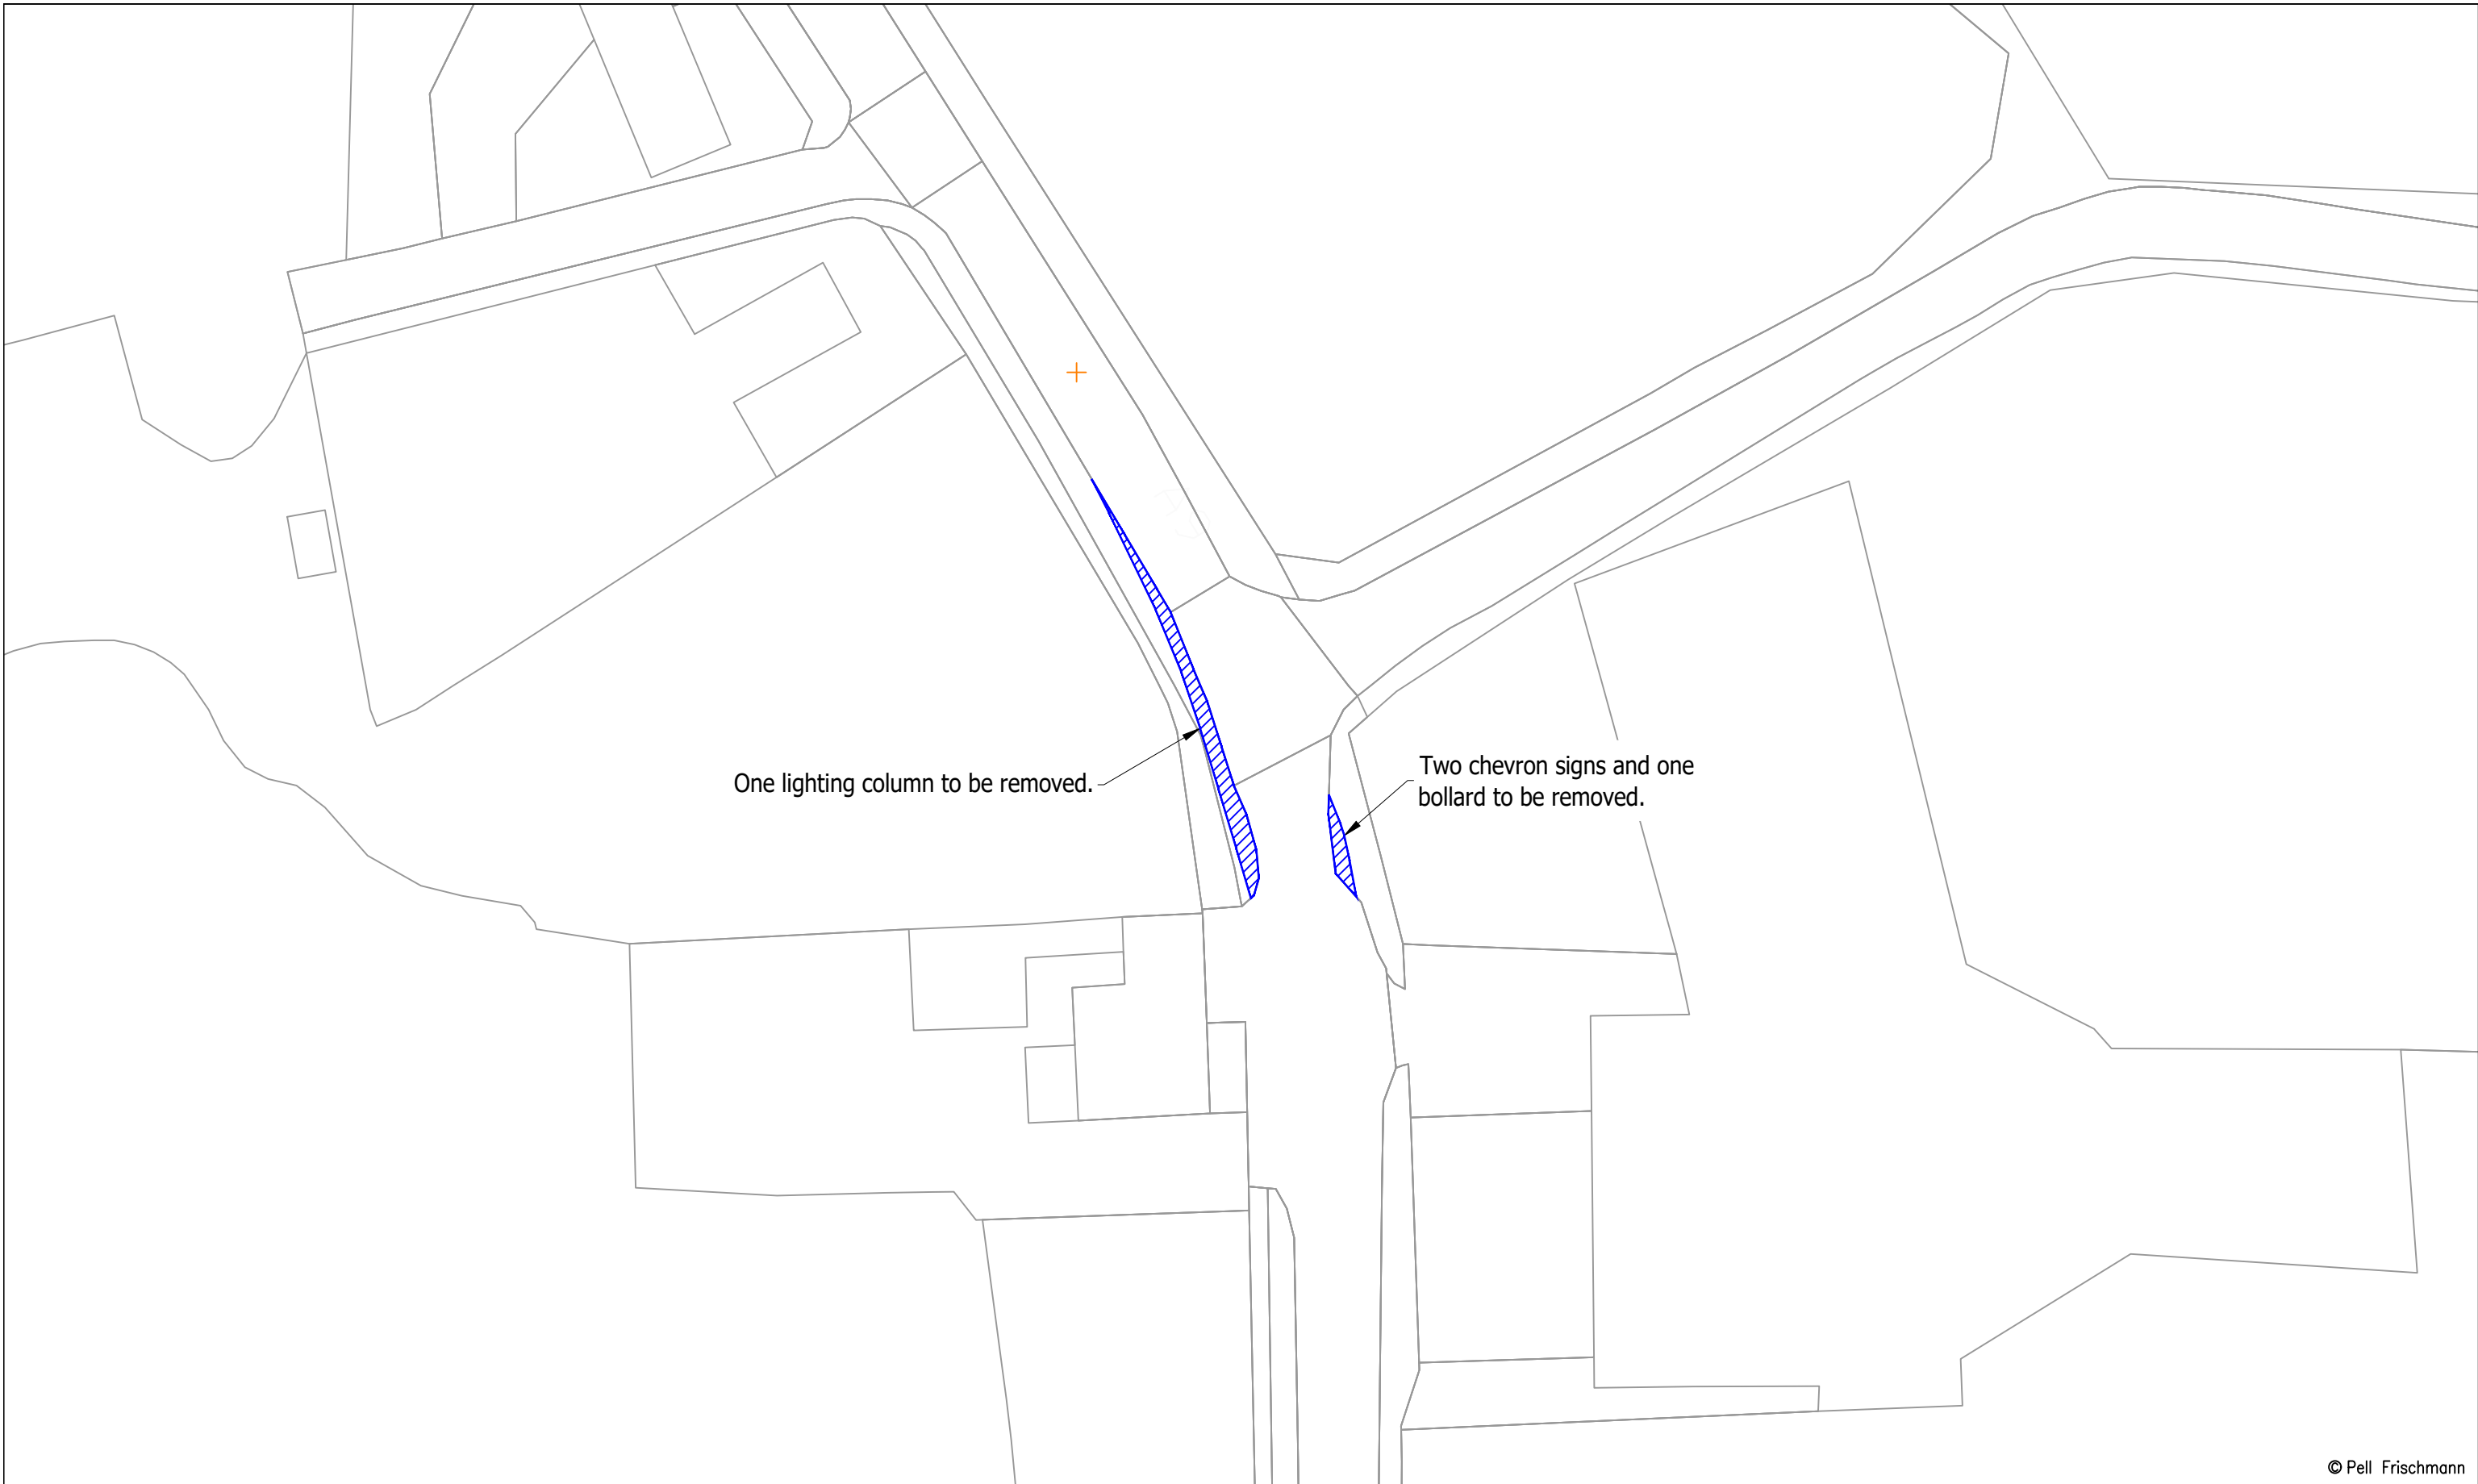 One lighting column to be removed.
Two chevron signs and one
bollard to be removed.
© Pell Frischmann